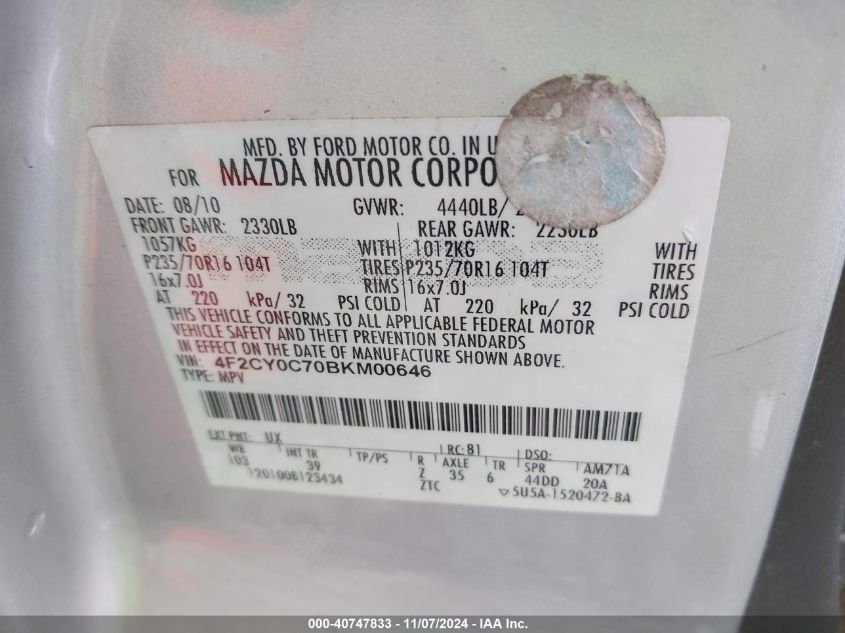 MFD. BY FORD MOTOR CO. IN U
FOR MAZDA MOTOR CORPO
DATE: 08/10 GVWR: 4440LB/
FRONT GAWR: 2330LB REAR GAWR: 2230LB
1057KG WITH 1012KG WITH
P235/70R16 104T TIRES P235/70R16 104T TIRES
16x7.0J RIMS 16x7.0J RIMS
AT 220 kPa/ 32 PSI COLD AT 220 kPa/ 32 PSI COLD
THIS VEHICLE CONFORMS TO ALL APPLICABLE FEDERAL MOTOR
VEHICLE SAFETY AND THEFT PREVENTION STANDARDS
IN EFFECT ON THE DATE OF MANUFACTURE SHOWN ABOVE.
VIN: 4F2CY0C70BKM00646
TYPE: MPV
EXT PNT: UX RC: 81 DSO:
WB INT TR TP/PS R AXLE TR SPR AM7TA
103 39 Z 35 6 44DD 20A
1201008123434 ZTC 5U5A-1520472-BA
000-40747833 - 11/07/2024 - IAA Inc.